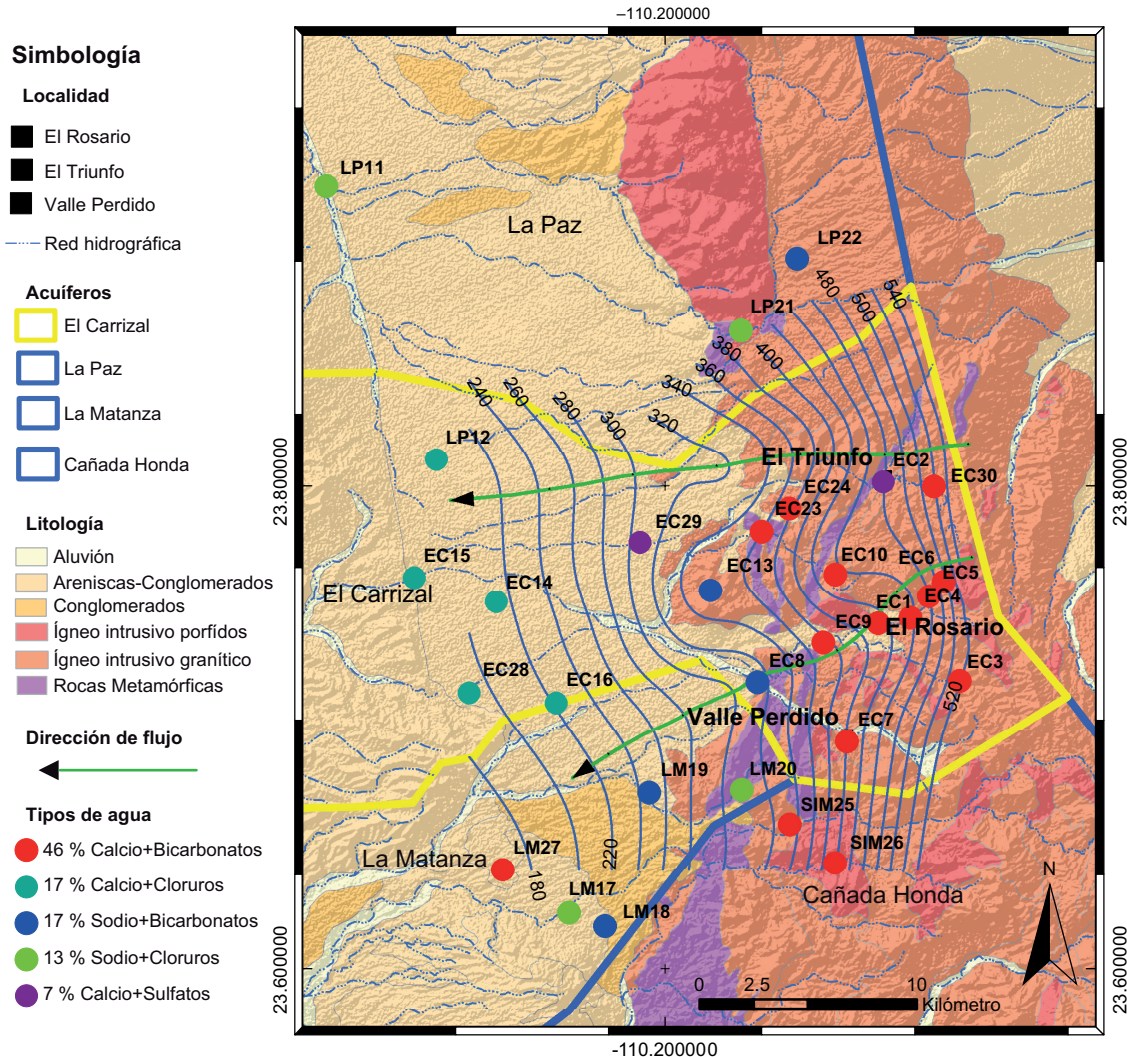 Simbología
Localidad
El Rosario
El Triunfo
Valle Perdido
Red hidrográfica
Acuíferos
El Carrizal
La Paz
La Matanza
Cañada Honda
Litología
Aluvión
Areniscas-Conglomerados
Conglomerados
Ígneo intrusivo porfídos
Ígneo intrusivo granítico
Rocas Metamórficas
Dirección de flujo
Tipos de agua
46 % Calcio+Bicarbonatos
17 % Calcio+Cloruros
17 % Sodio+Bicarbonatos
13 % Sodio+Cloruros
7 % Calcio+Sulfatos
–110.200000
LP11
La Paz
LP22
480
500
540
LP21
380
400
360
340
320
240
260
280
300
LP12
El Triunfo
EC2
EC30
EC24
EC23
EC29
EC15
EC14
EC13
EC10
EC6
EC5
EC4
El Carrizal
EC1
El Rosario
EC9
EC8
EC3
EC28
EC16
520
Valle Perdido
EC7
LM19
LM20
SIM25
SIM26
La Matanza
LM27
220
180
LM17
LM18
Cañada Honda
N
0
2.5
10
Kilómetro
23.8000000
23.6000000
23.8000000
23.6000000
-110.200000